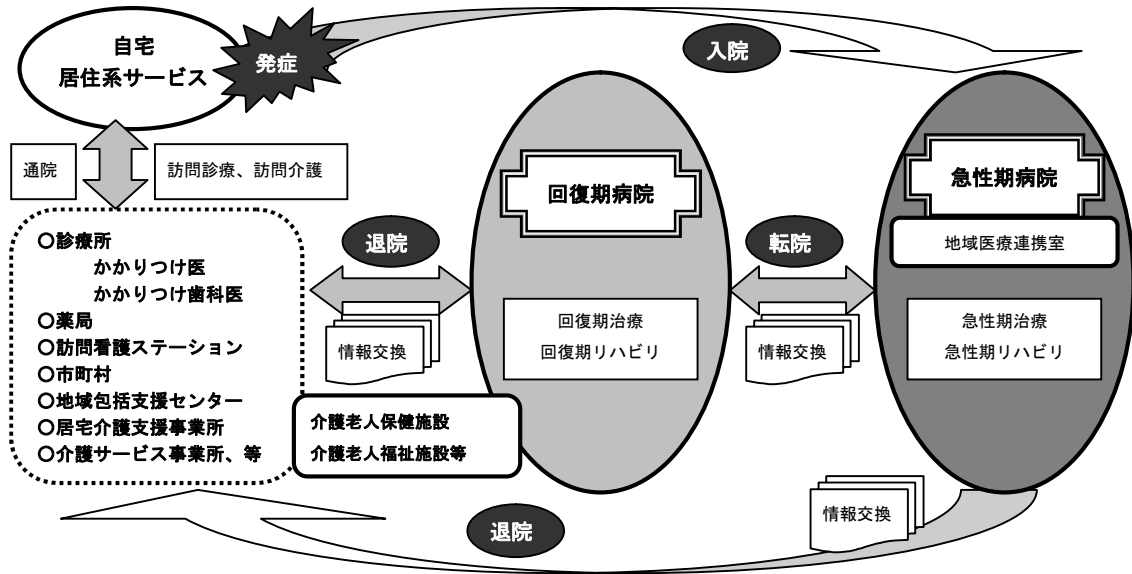 自宅
居住系サービス
発症
入院
通院
訪問診療、訪問介護
○診療所
かかりつけ医
かかりつけ歯科医
○薬局
○訪問看護ステーション
○市町村
○地域包括支援センター
○居宅介護支援事業所
○介護サービス事業所、等
退院
情報交換
介護老人保健施設
介護老人福祉施設等
回復期病院
回復期治療
回復期リハビリ
転院
情報交換
急性期病院
地域医療連携室
急性期治療
急性期リハビリ
情報交換
退院